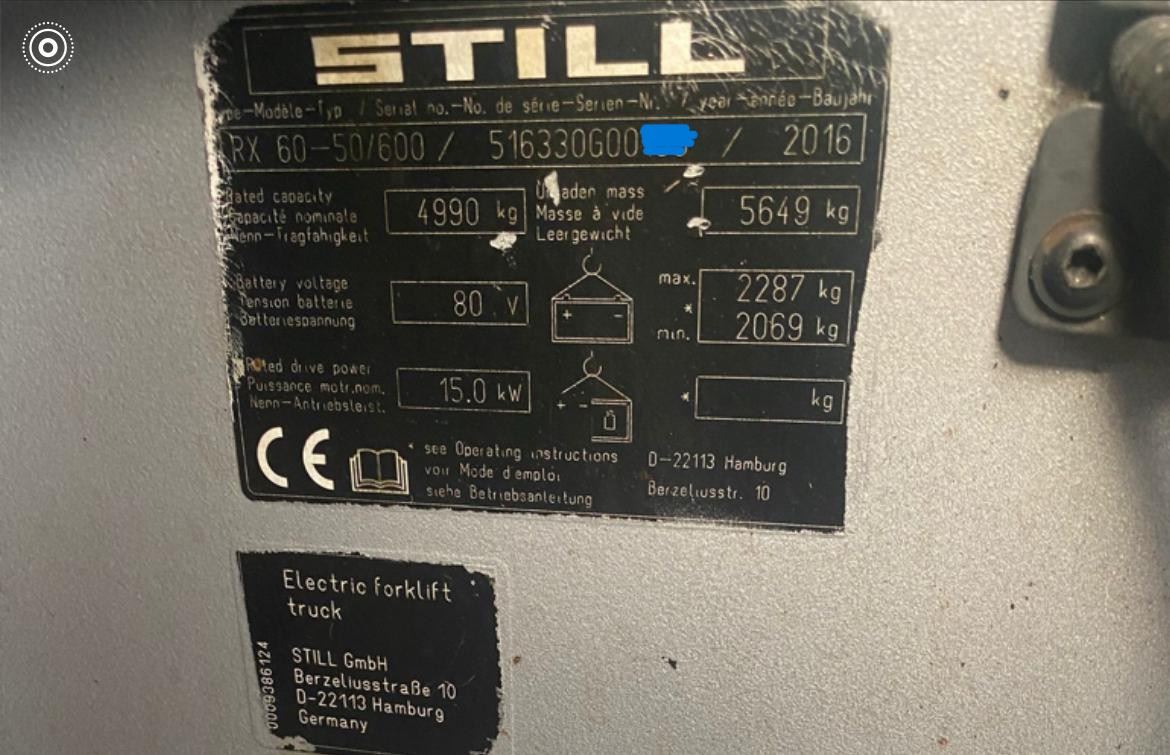 STILL
Type-Modèle-Typ / Serial no.-No. de série-Serien-Nr. / year-année-Baujahr
RX 60-50/600 / 516330G00 / 2016
Rated capacity
Capacité nominale
Nenn-Tragfähigkeit
4990 kg
Unladen mass
Masse à vide
Leergewicht
5649 kg
Battery voltage
Tension batterie
Batteriespannung
80 V
+ -
max.
*
min.
2287 kg
2069 kg
Rated drive power
Puissance motr.nom.
Nenn-Antriebsleist.
15.0 kW
+ -
* kg
CE
* see Operating instructions
voir Mode d'emploi
siehe Betriebsanleitung
D-22113 Hamburg
Berzeliusstr. 10
Electric forklift
truck
STILL GmbH
Berzeliusstraße 10
D-22113 Hamburg
Germany
0009386124